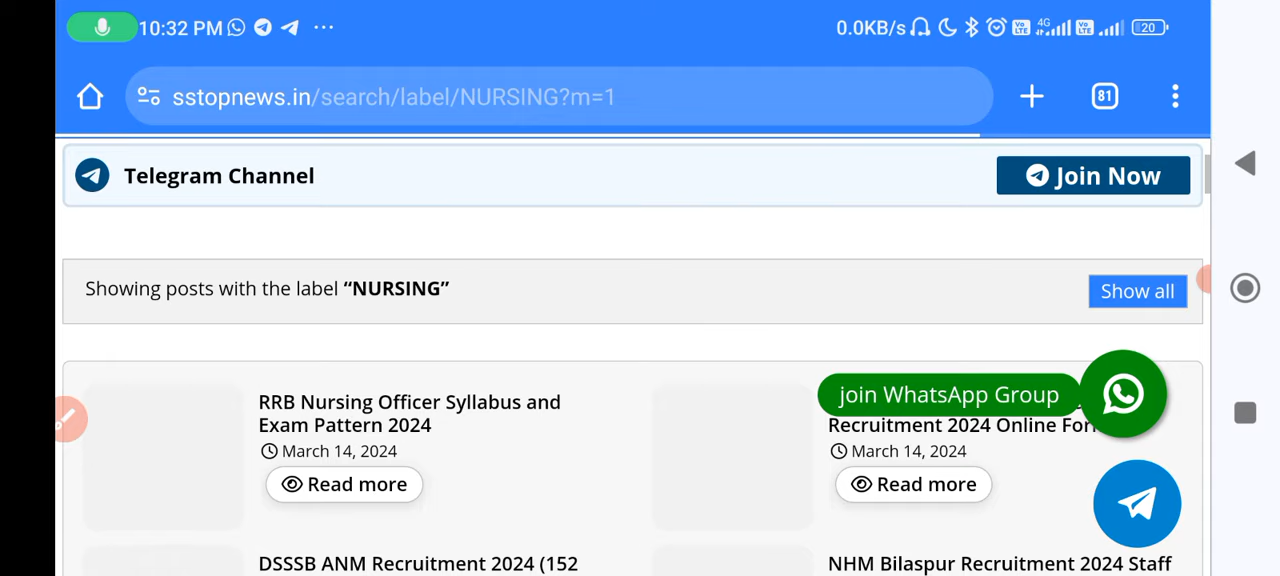 10:32 PM 0.0KB/s 4G Vo LTE 20
sstopnews.in/search/label/NURSING?m=1 81
Telegram Channel
Join Now
Showing posts with the label “NURSING”
Show all
RRB Nursing Officer Syllabus and
Exam Pattern 2024
March 14, 2024
Read more
join WhatsApp Group
Recruitment 2024 Online
March 14, 2024
Read more
DSSSB ANM Recruitment 2024 (152
NHM Bilaspur Recruitment 2024 Staff